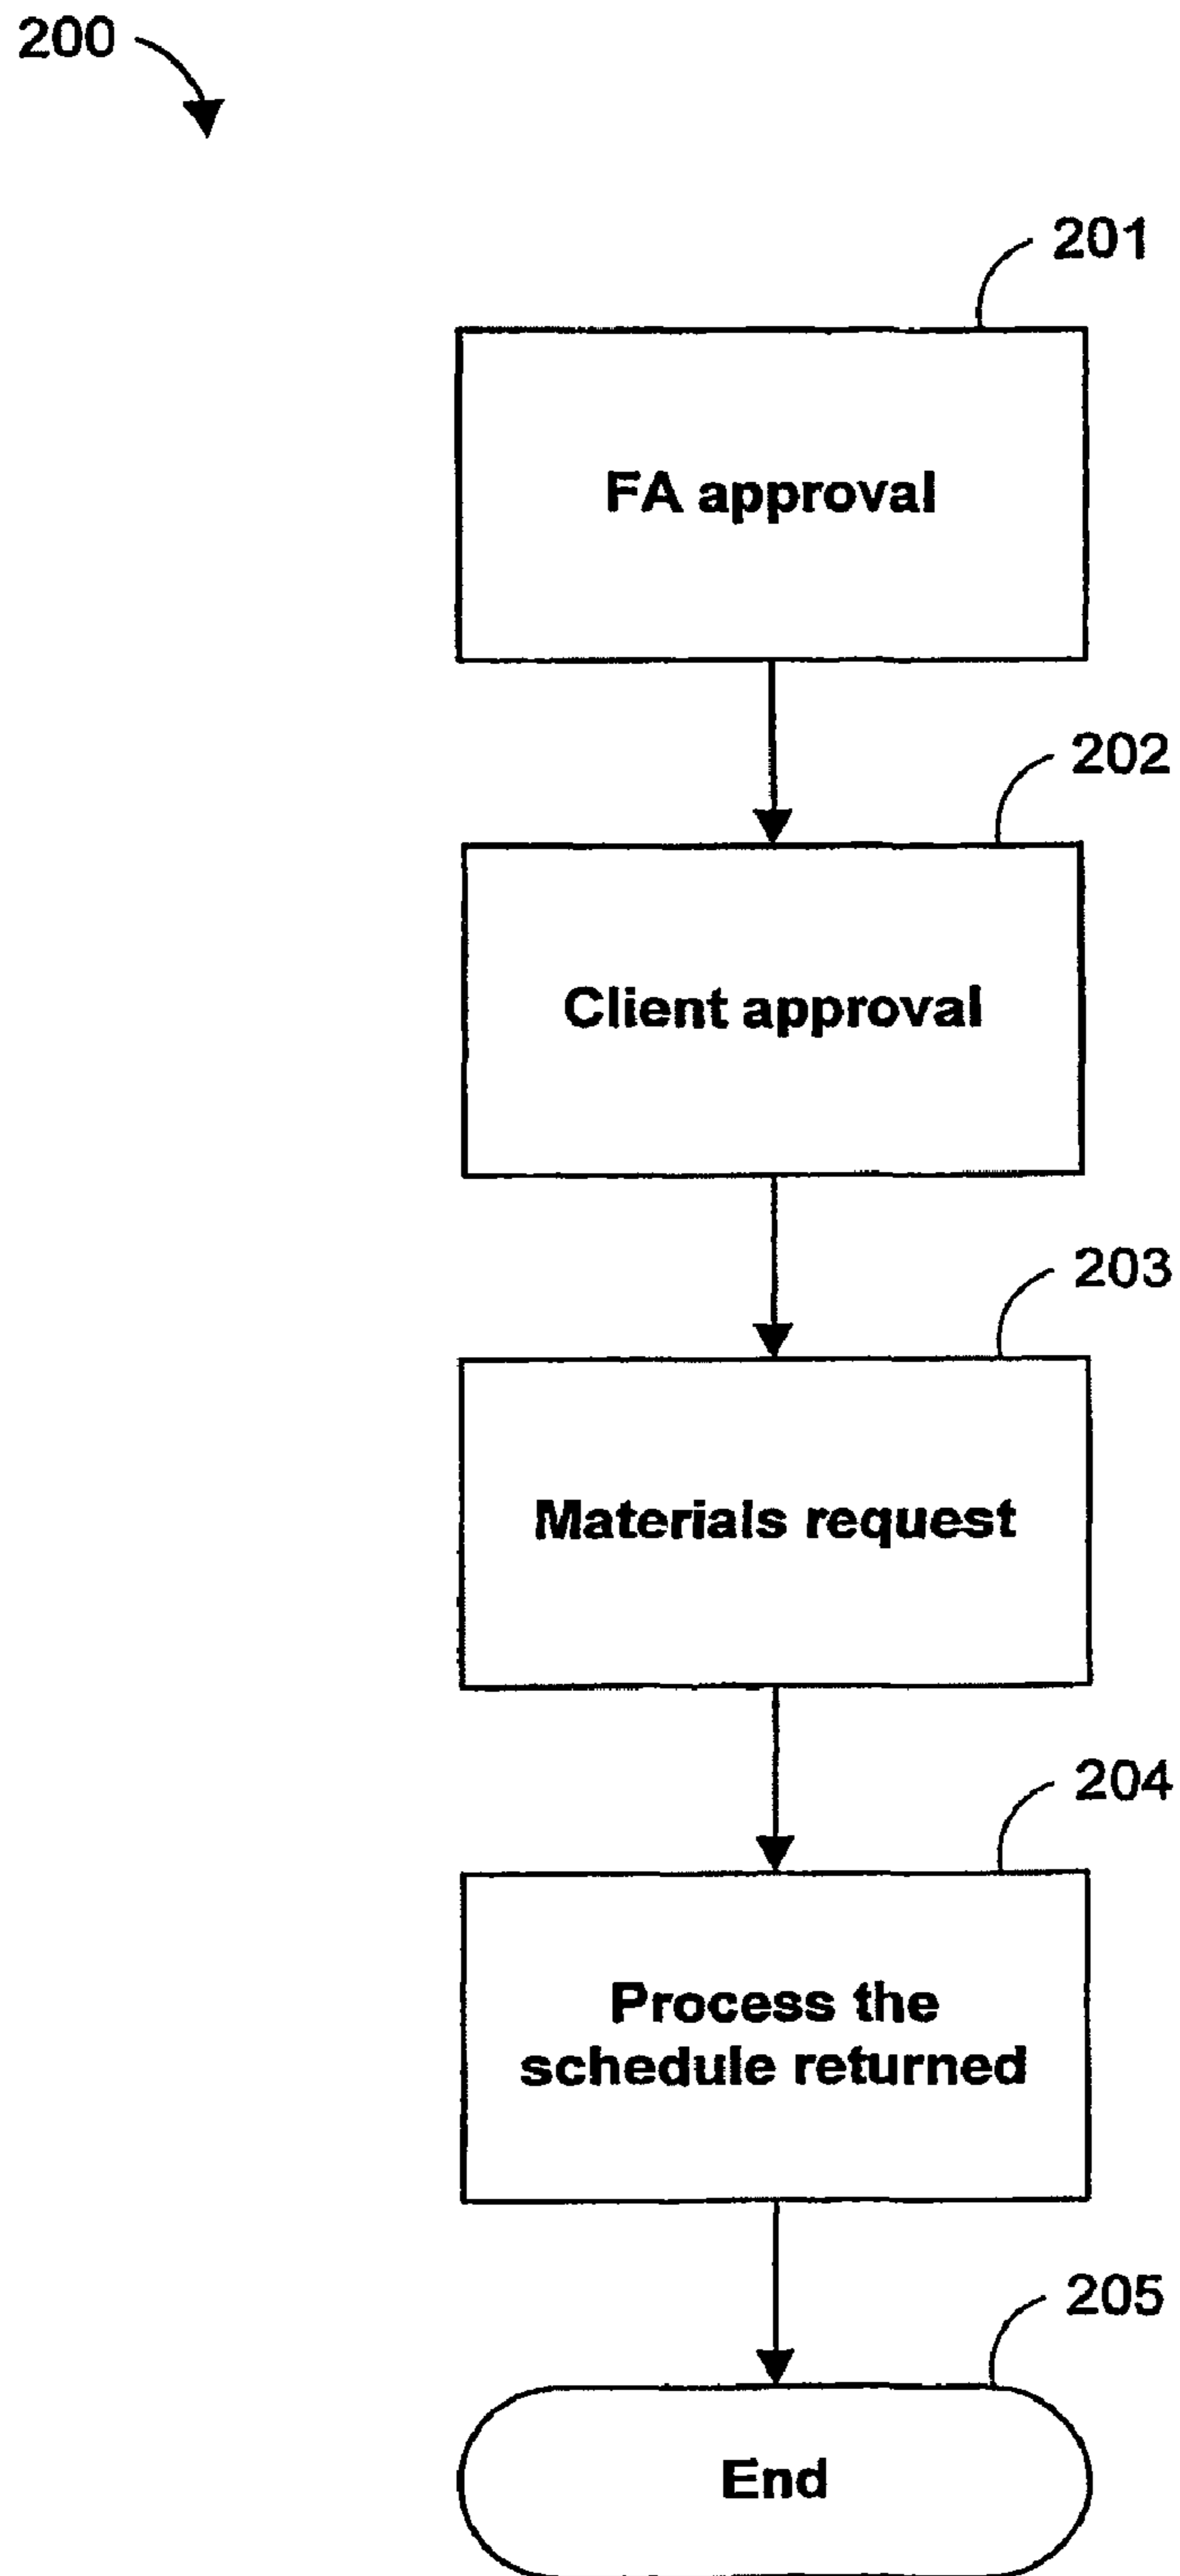 200
201
FA approval
202
Client approval
203
Materials request
204
Process the
schedule returned
205
End